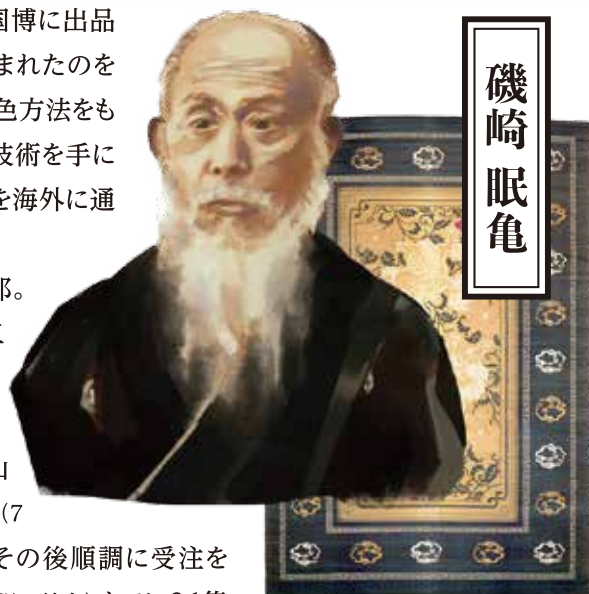 磯崎 眠亀
国博に出品
まれたのを
色方法をも
技術を手に
を海外に通
郎。
山
(7
その後順調に受注を